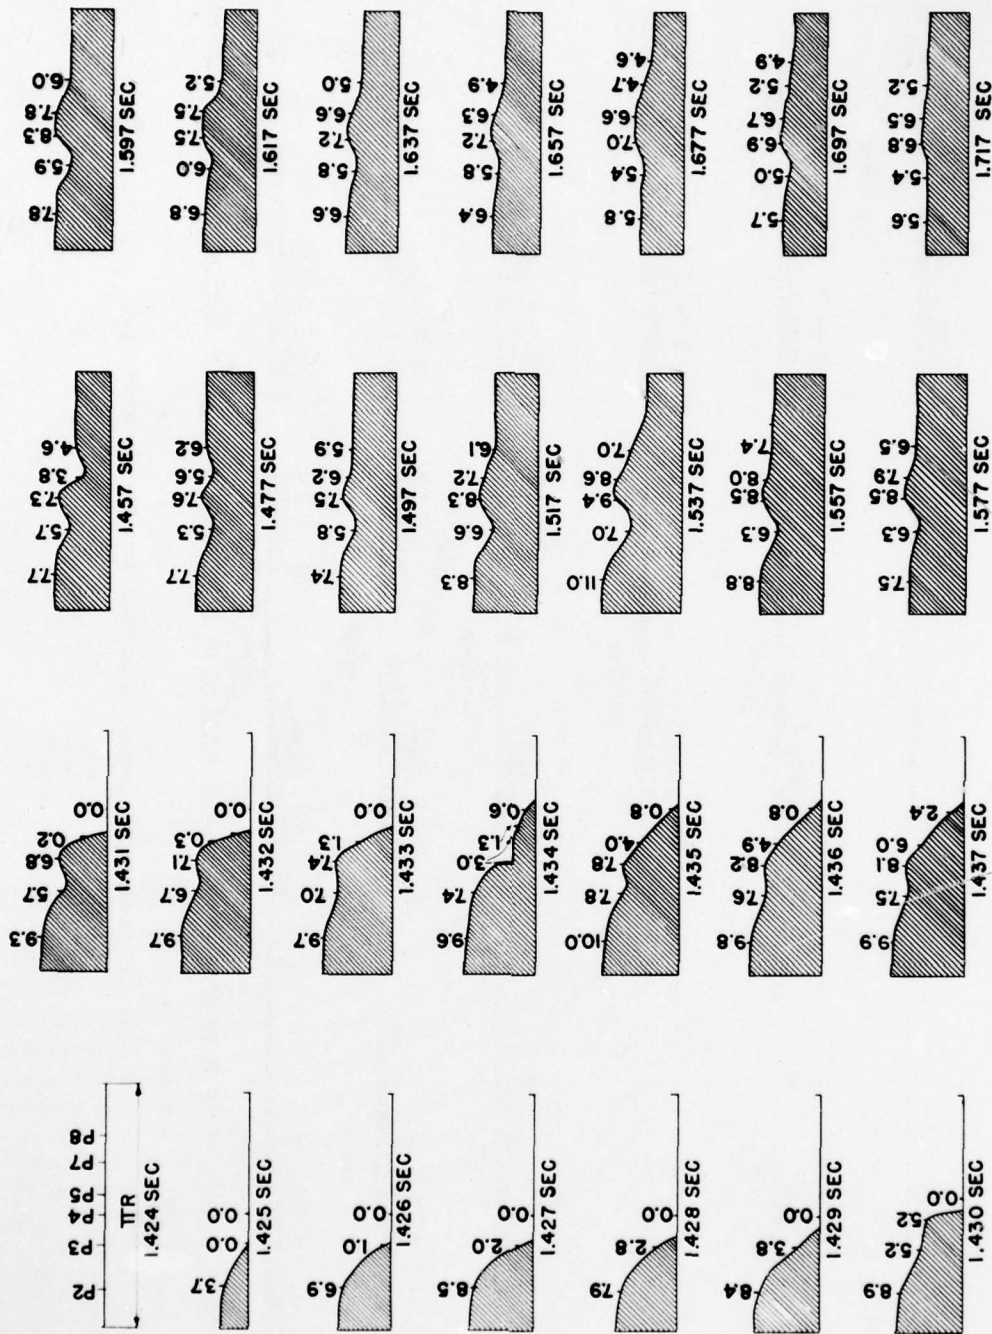 P2 P3 P4 P5 P7 P8
πR
1.424 SEC
3.7 0.0 0.0
1.425 SEC
6.9 1.0 0.0
1.426 SEC
8.5 2.0 0.0
1.427 SEC
7.9 2.8 0.0
1.428 SEC
8.4 3.8 0.0
1.429 SEC
8.9 5.2 5.2 0.0
1.430 SEC
9.3 5.7 6.8 0.2 0.0
1.431 SEC
9.7 6.7 7.1 0.3 0.0
1.432 SEC
9.7 7.0 7.4 1.3 0.0
1.433 SEC
9.6 7.4 3.0 1.3 0.6
1.434 SEC
10.0 7.8 7.8 4.0 0.8
1.435 SEC
9.8 7.6 8.2 4.9 0.8
1.436 SEC
9.9 7.5 8.1 6.0 2.4
1.437 SEC
7.7 5.7 7.3 3.8 4.6
1.457 SEC
7.7 5.3 7.6 5.6 6.2
1.477 SEC
7.4 5.8 7.5 6.2 5.9
1.497 SEC
8.3 6.6 8.3 7.2 6.1
1.517 SEC
11.0 7.0 9.4 8.6 7.0
1.537 SEC
8.8 6.3 8.5 8.0 7.4
1.557 SEC
7.5 6.3 8.5 7.9 6.5
1.577 SEC
7.8 5.9 8.3 7.8 6.0
1.597 SEC
6.8 6.0 7.5 7.5 5.2
1.617 SEC
6.6 5.8 7.2 6.6 5.0
1.637 SEC
6.4 5.8 7.2 6.3 4.9
1.657 SEC
5.8 5.4 7.0 6.6 4.7 4.6
1.677 SEC
5.7 5.0 6.9 6.7 5.2 4.9
1.697 SEC
5.6 5.4 6.8 6.5 5.2
1.717 SEC